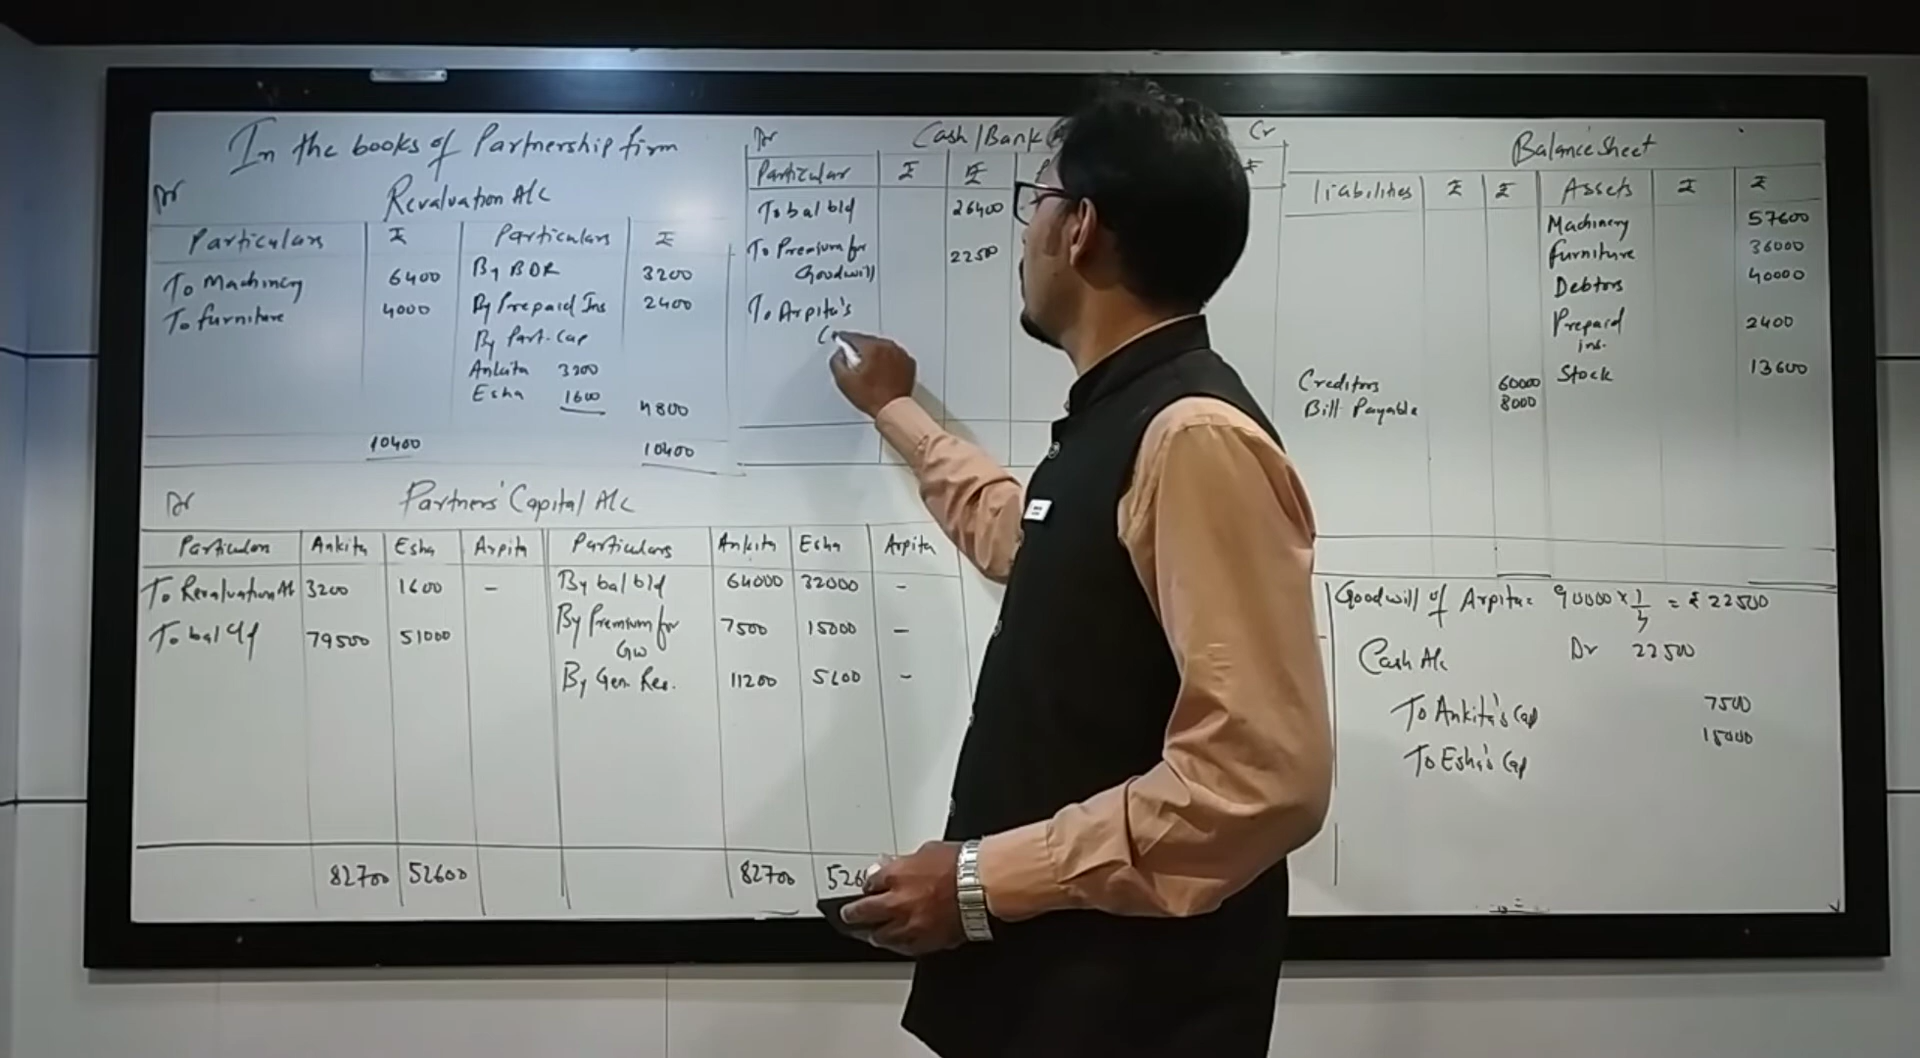 In the books of Partnership firm
Dr
Revaluation A/c
Particulars ₹ Particulars ₹
To Machinery 6400 By BDR 3200
To furniture 4000 By Prepaid Ins 2400
By Part. Cap
Ankita 3200
Esha 1600 4800
10400 10400
Dr Cash/Bank Cr
Particular ₹ ₹ ₹
To bal b/d 26400
To Premium for Goodwill 22500
To Arpita's
Balance Sheet
Liabilities ₹ ₹ Assets ₹ ₹
Machinery 57600
furniture 36000
Debtors 40000
Prepaid ins. 2400
Creditors 60000 Stock 13600
Bill Payable 8000
Dr Partners' Capital A/c
Particulars Ankita Esha Arpita Particulars Ankita Esha Arpita
To Revaluation A/c 3200 1600 - By bal b/d 64000 32000 -
To bal c/f 79500 51000 By Premium for GW 7500 15000 -
By Gen. Res. 11200 5600 -
82700 52600 82700
Goodwill of Arpita = 90000 × 1/4 = ₹ 22500
Cash A/c Dr 22500
To Ankita's Cap 7500
To Esha's Cap 15000